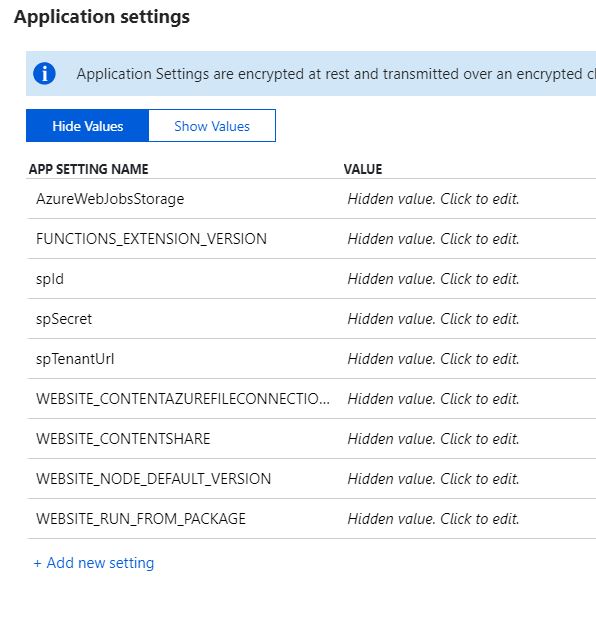 Application settings
Application Settings are encrypted at rest and transmitted over an encrypted cl
Hide Values Show Values
APP SETTING NAME VALUE
AzureWebJobsStorage Hidden value. Click to edit.
FUNCTIONS_EXTENSION_VERSION Hidden value. Click to edit.
spId Hidden value. Click to edit.
spSecret Hidden value. Click to edit.
spTenantUrl Hidden value. Click to edit.
WEBSITE_CONTENTAZUREFILECONNECTIO... Hidden value. Click to edit.
WEBSITE_CONTENTSHARE Hidden value. Click to edit.
WEBSITE_NODE_DEFAULT_VERSION Hidden value. Click to edit.
WEBSITE_RUN_FROM_PACKAGE Hidden value. Click to edit.
+ Add new setting